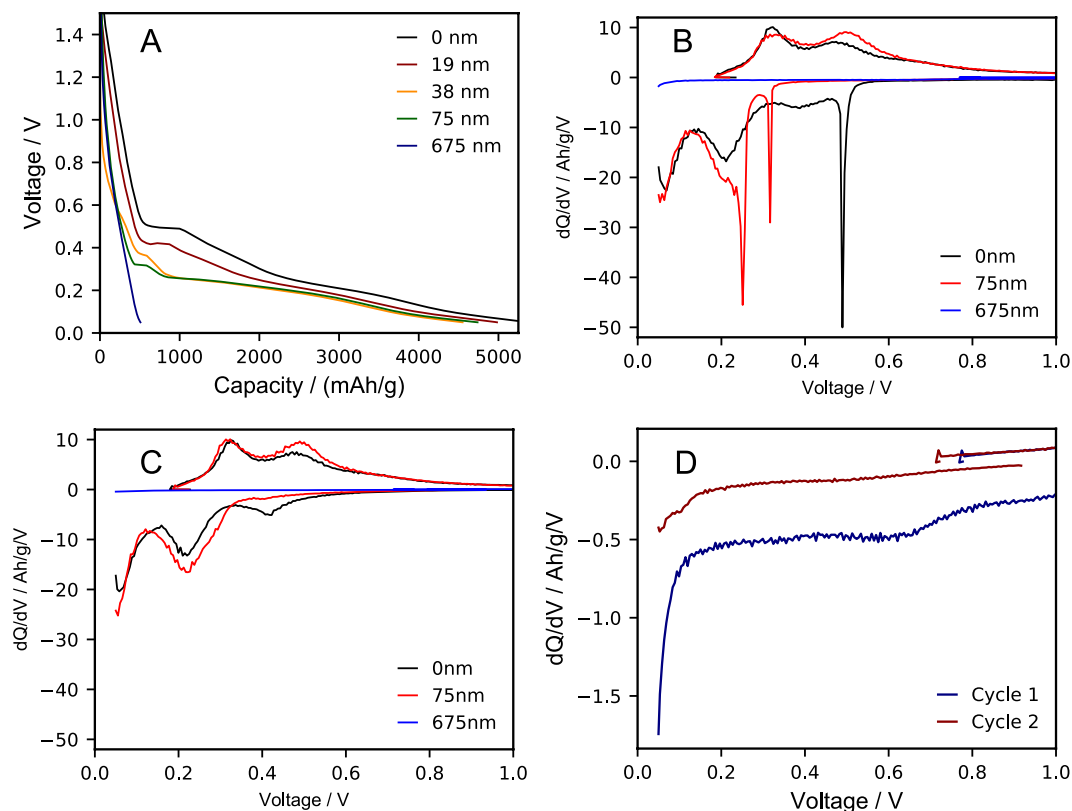 A
1.4
1.2
1.0
0.8
0.6
0.4
0.2
0.0
Voltage / V
0 nm
19 nm
38 nm
75 nm
675 nm
0
1000
2000
3000
4000
5000
Capacity / (mAh/g)
B
10
0
−10
−20
−30
−40
−50
dQ/dV / Ah/g/V
0nm
75nm
675nm
0.0
0.2
0.4
0.6
0.8
1.0
Voltage / V
C
10
0
−10
−20
−30
−40
−50
dQ/dV / Ah/g/V
0nm
75nm
675nm
0.0
0.2
0.4
0.6
0.8
1.0
Voltage / V
D
0.0
−0.5
−1.0
−1.5
dQ/dV / Ah/g/V
Cycle 1
Cycle 2
0.0
0.2
0.4
0.6
0.8
1.0
Voltage / V